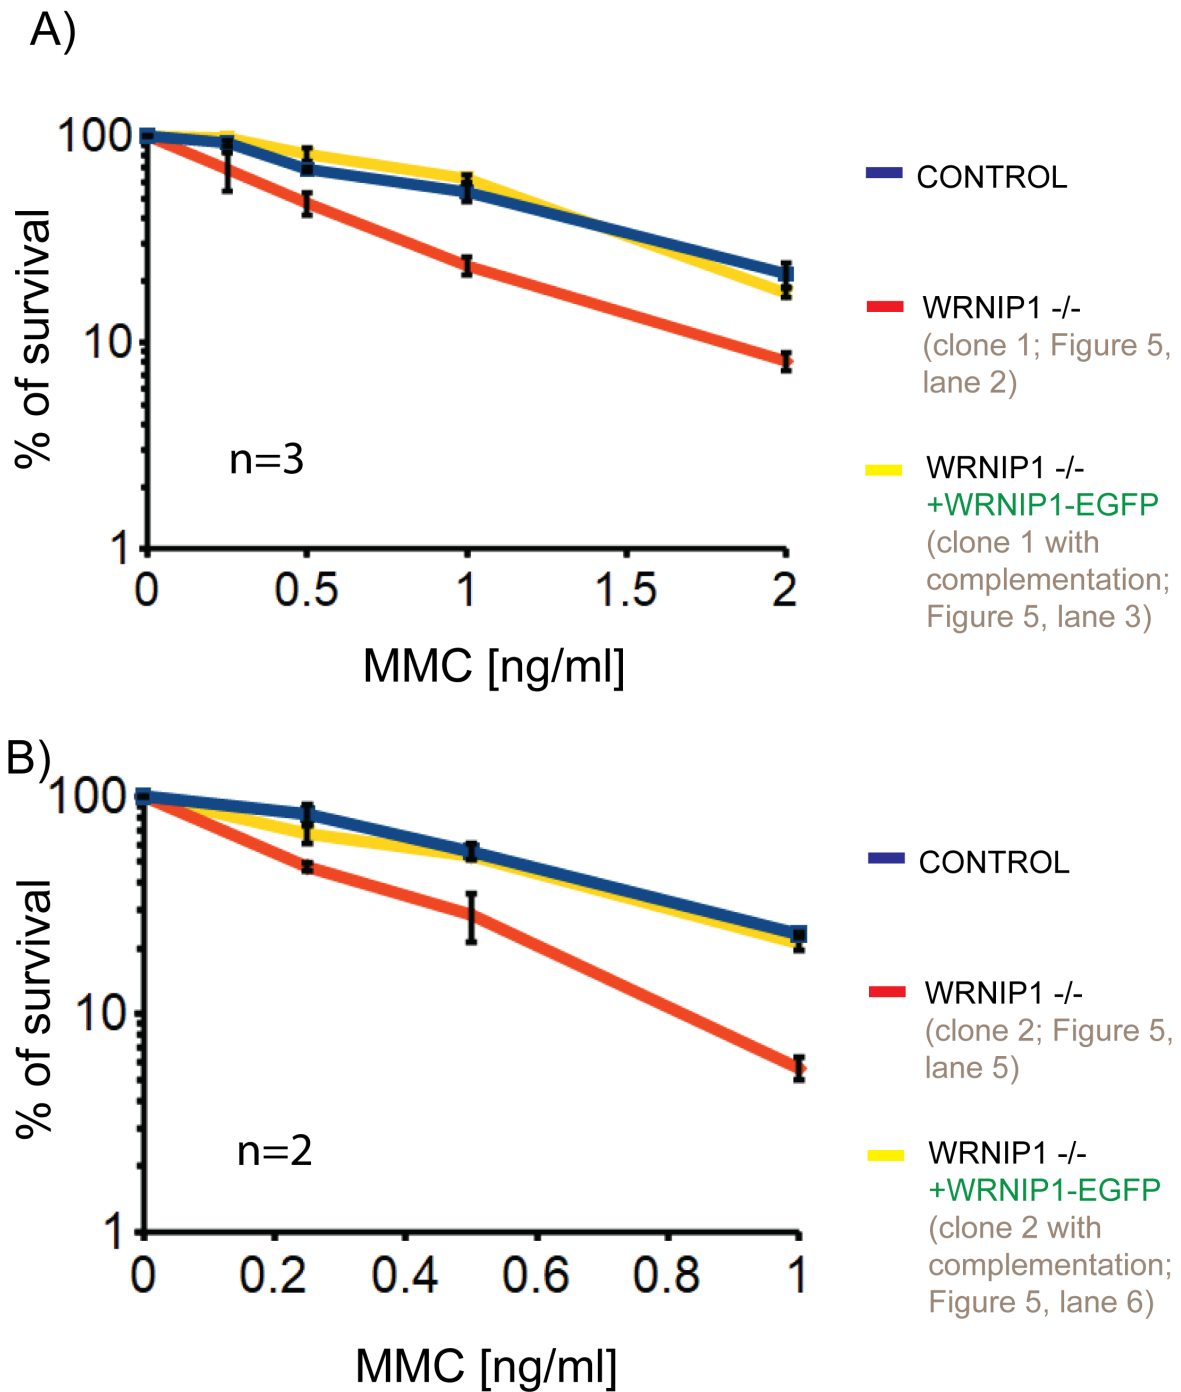 A)
100
10
1
% of survival
n=3
0 0.5 1 1.5 2
MMC [ng/ml]
CONTROL
WRNIP1 -/-
(clone 1; Figure 5,
lane 2)
WRNIP1 -/-
+WRNIP1-EGFP
(clone 1 with
complementation;
Figure 5, lane 3)
B)
100
10
1
% of survival
n=2
0 0.2 0.4 0.6 0.8 1
MMC [ng/ml]
CONTROL
WRNIP1 -/-
(clone 2; Figure 5,
lane 5)
WRNIP1 -/-
+WRNIP1-EGFP
(clone 2 with
complementation;
Figure 5, lane 6)